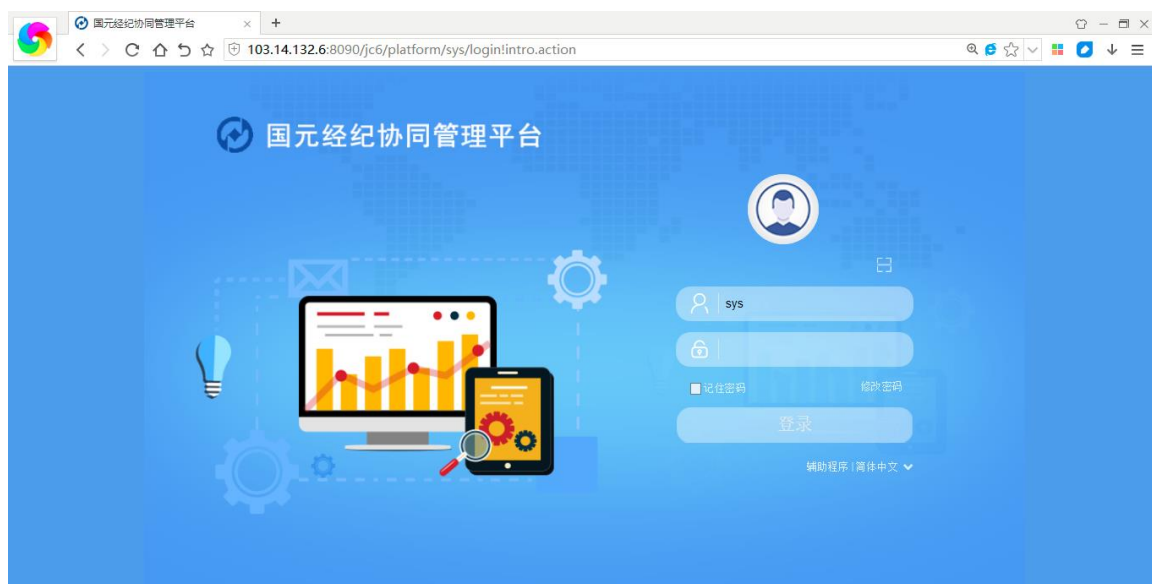 国元经纪协同管理平台
103.14.132.6:8090/jc6/platform/sys/login!intro.action
国元经纪协同管理平台
sys
记住密码 修改密码
登录
辅助程序 | 简体中文